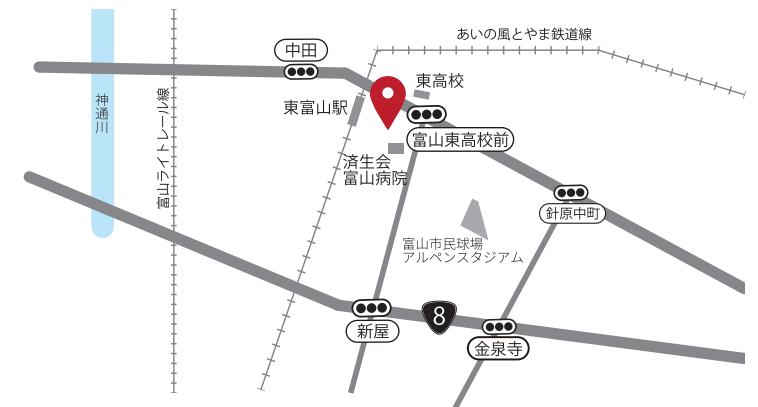 あいの風とやま鉄道線
中田
東高校
神通川
富山ライトレール線
東富山駅
富山東高校前
済生会
富山病院
針原中町
富山市民球場
アルペンスタジアム
新屋
8
金泉寺